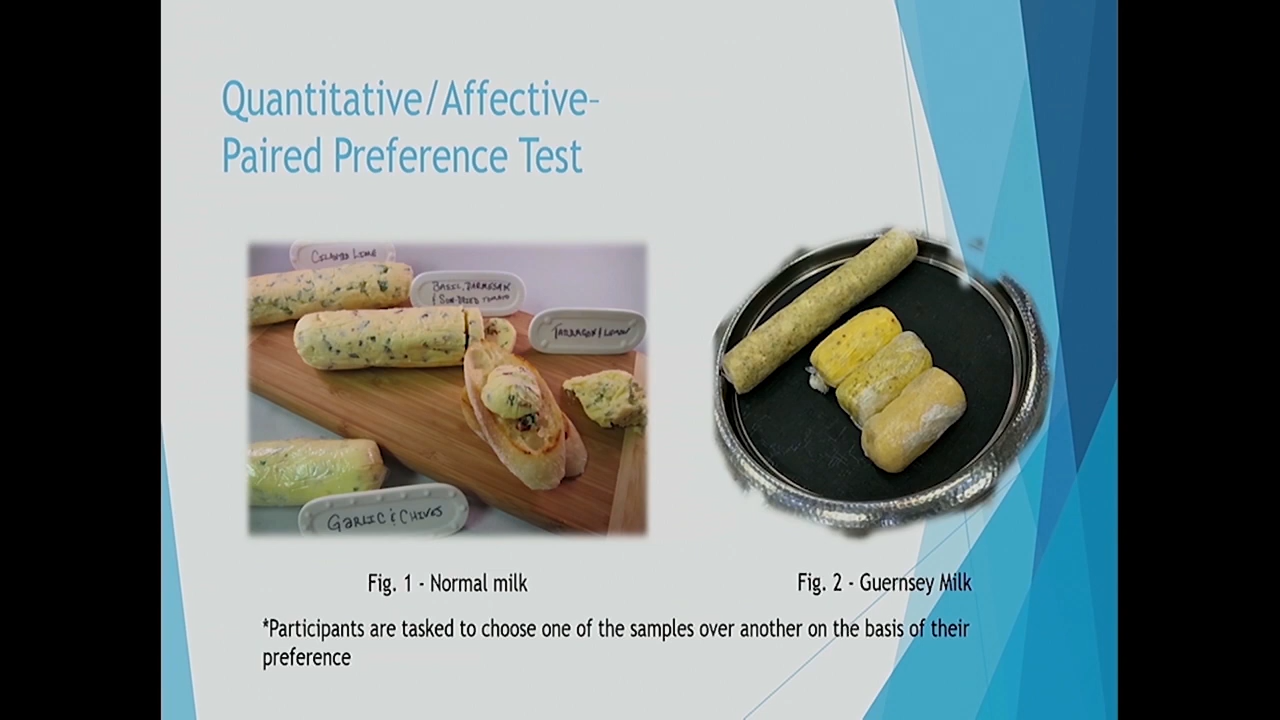 Quantitative/Affective–
Paired Preference Test
CILANTRO LIME
BASIL, PARMESAN
& SUN-DRIED TOMATO
TARRAGON/LEMON
GARLIC & CHIVES
Fig. 1 - Normal milk
Fig. 2 - Guernsey Milk
*Participants are tasked to choose one of the samples over another on the basis of their
preference